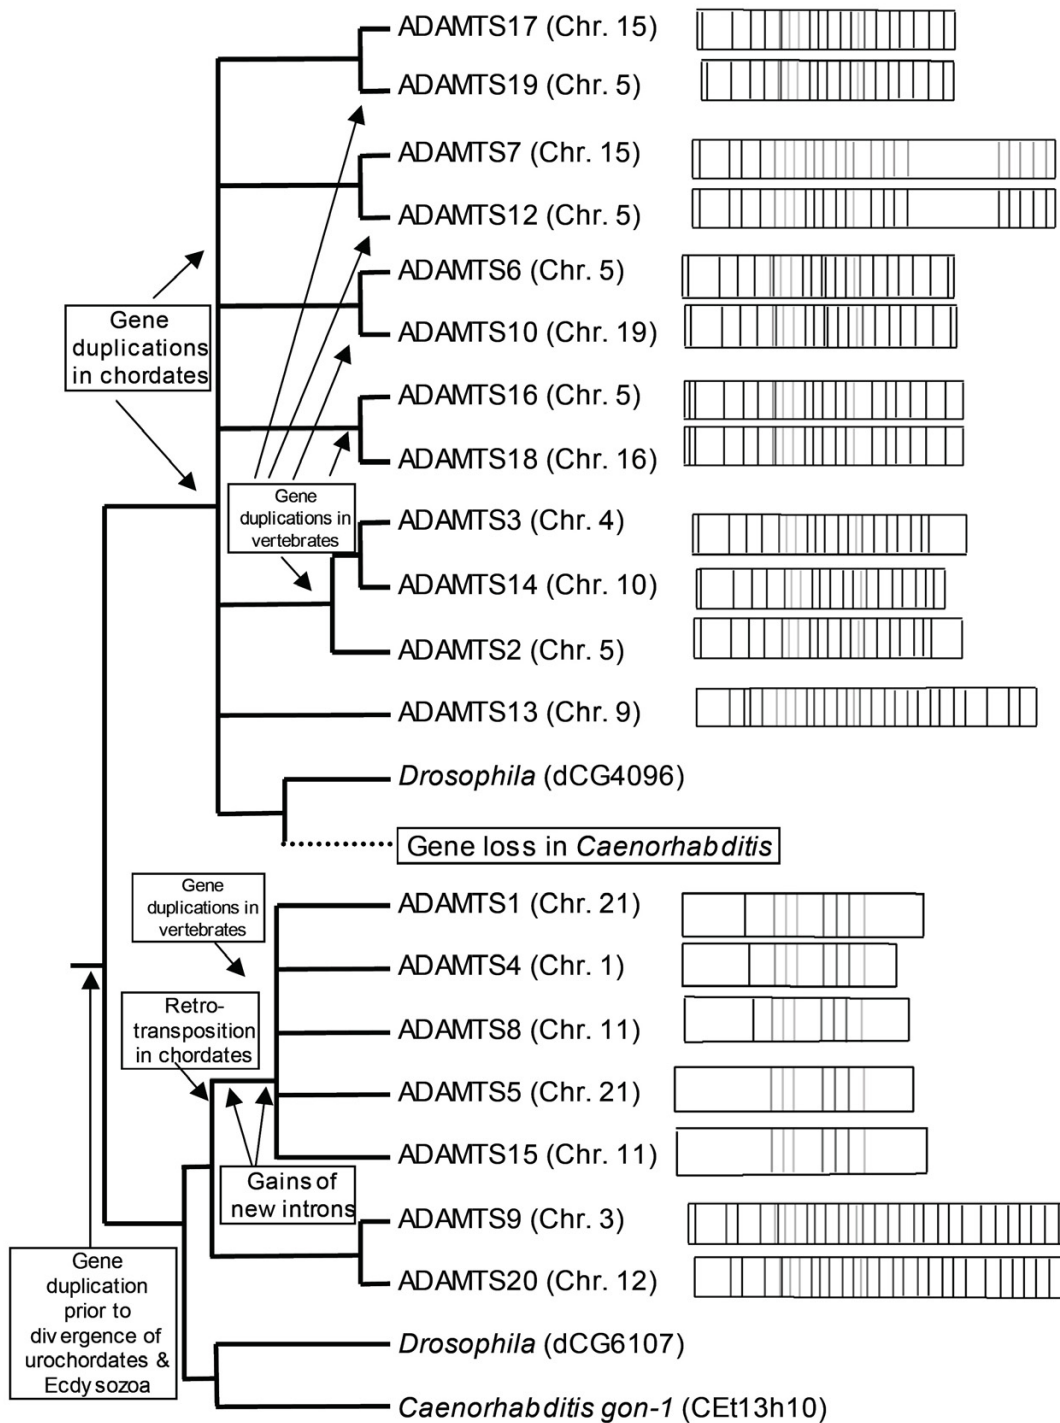 ADAMTS17 (Chr. 15)
ADAMTS19 (Chr. 5)
ADAMTS7 (Chr. 15)
ADAMTS12 (Chr. 5)
ADAMTS6 (Chr. 5)
Gene
duplications
in chordates
ADAMTS10 (Chr. 19)
ADAMTS16 (Chr. 5)
ADAMTS18 (Chr. 16)
Gene
duplications in
vertebrates
ADAMTS3 (Chr. 4)
ADAMTS14 (Chr. 10)
ADAMTS2 (Chr. 5)
ADAMTS13 (Chr. 9)
Drosophila (dCG4096)
Gene loss in Caenorhabditis
Gene
duplications in
vertebrates
ADAMTS1 (Chr. 21)
ADAMTS4 (Chr. 1)
Retro-
transposition
in chordates
ADAMTS8 (Chr. 11)
ADAMTS5 (Chr. 21)
ADAMTS15 (Chr. 11)
Gains of
new introns
ADAMTS9 (Chr. 3)
ADAMTS20 (Chr. 12)
Gene
duplication
prior to
divergence of
urochordates &
Ecdysozoa
Drosophila (dCG6107)
Caenorhabditis gon-1 (CEt13h10)